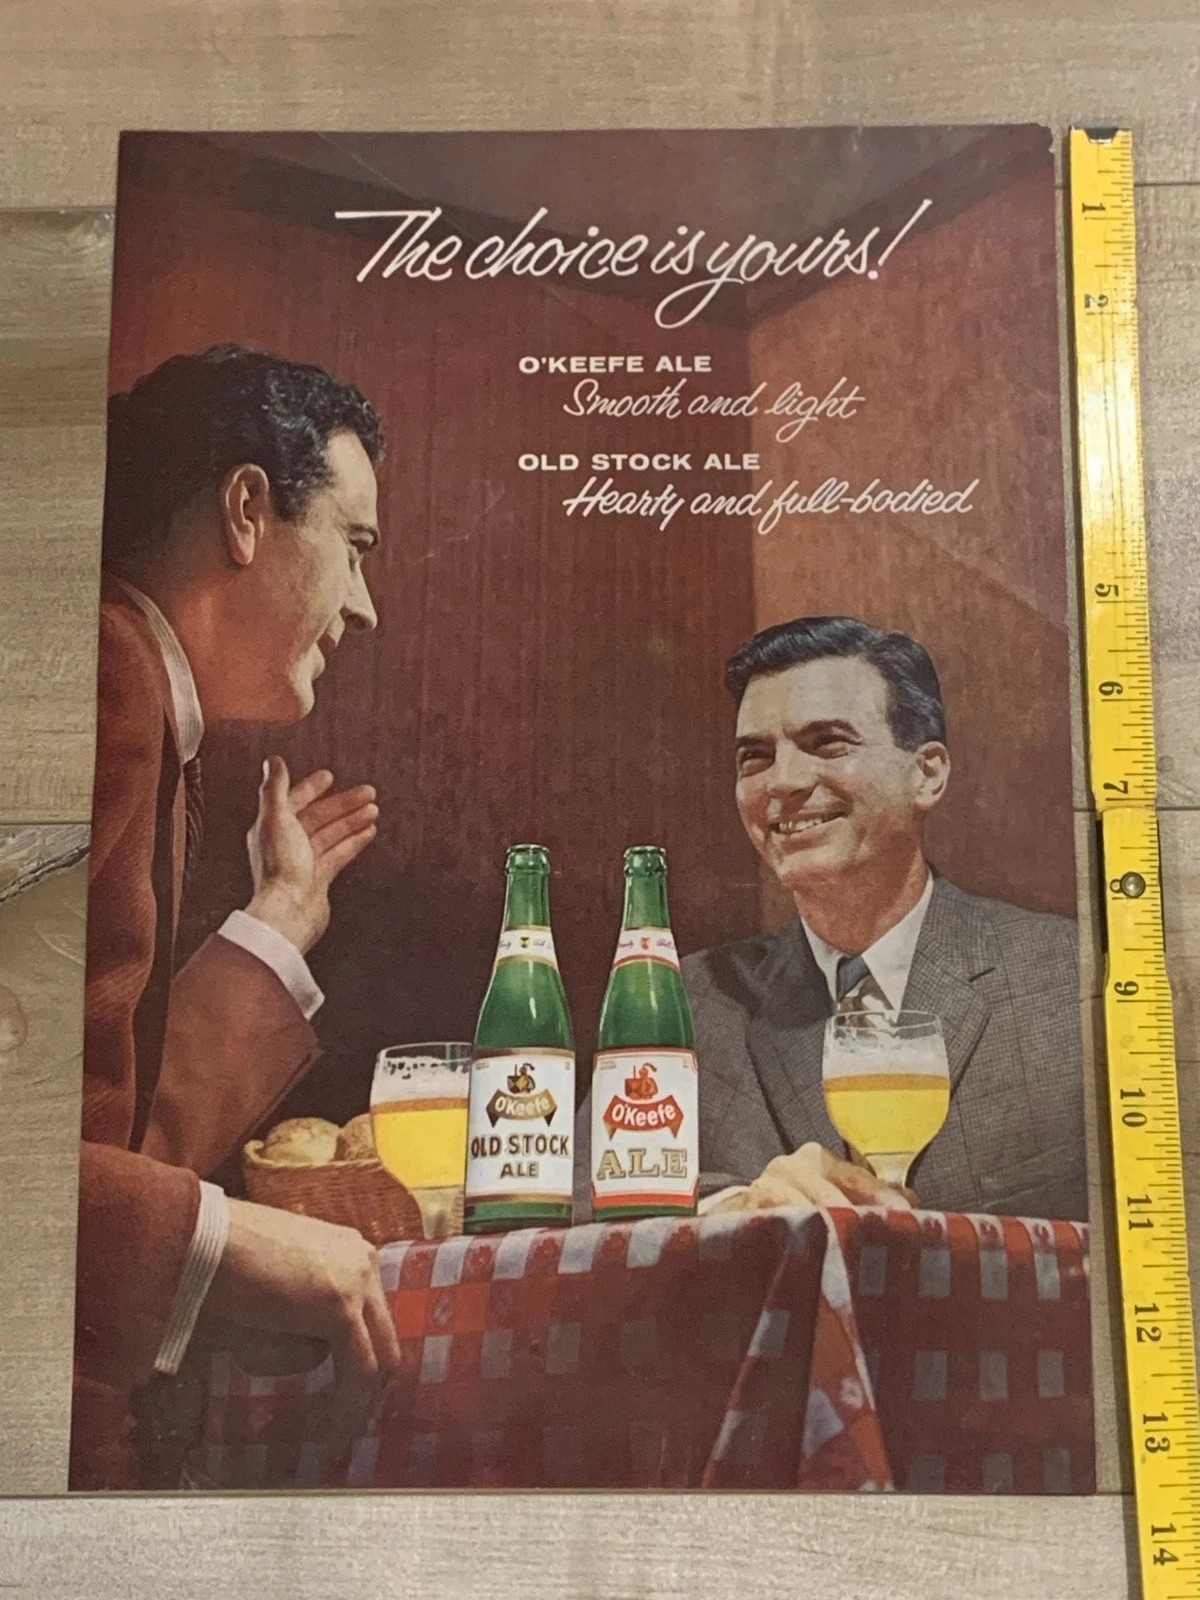 The choice is yours!
O'KEEFE ALE
Smooth and light
OLD STOCK ALE
Hearty and full-bodied
O'Keefe
OLD STOCK
ALE
O'Keefe
ALE
1
2
5
6
7
8
9
10
11
12
13
14